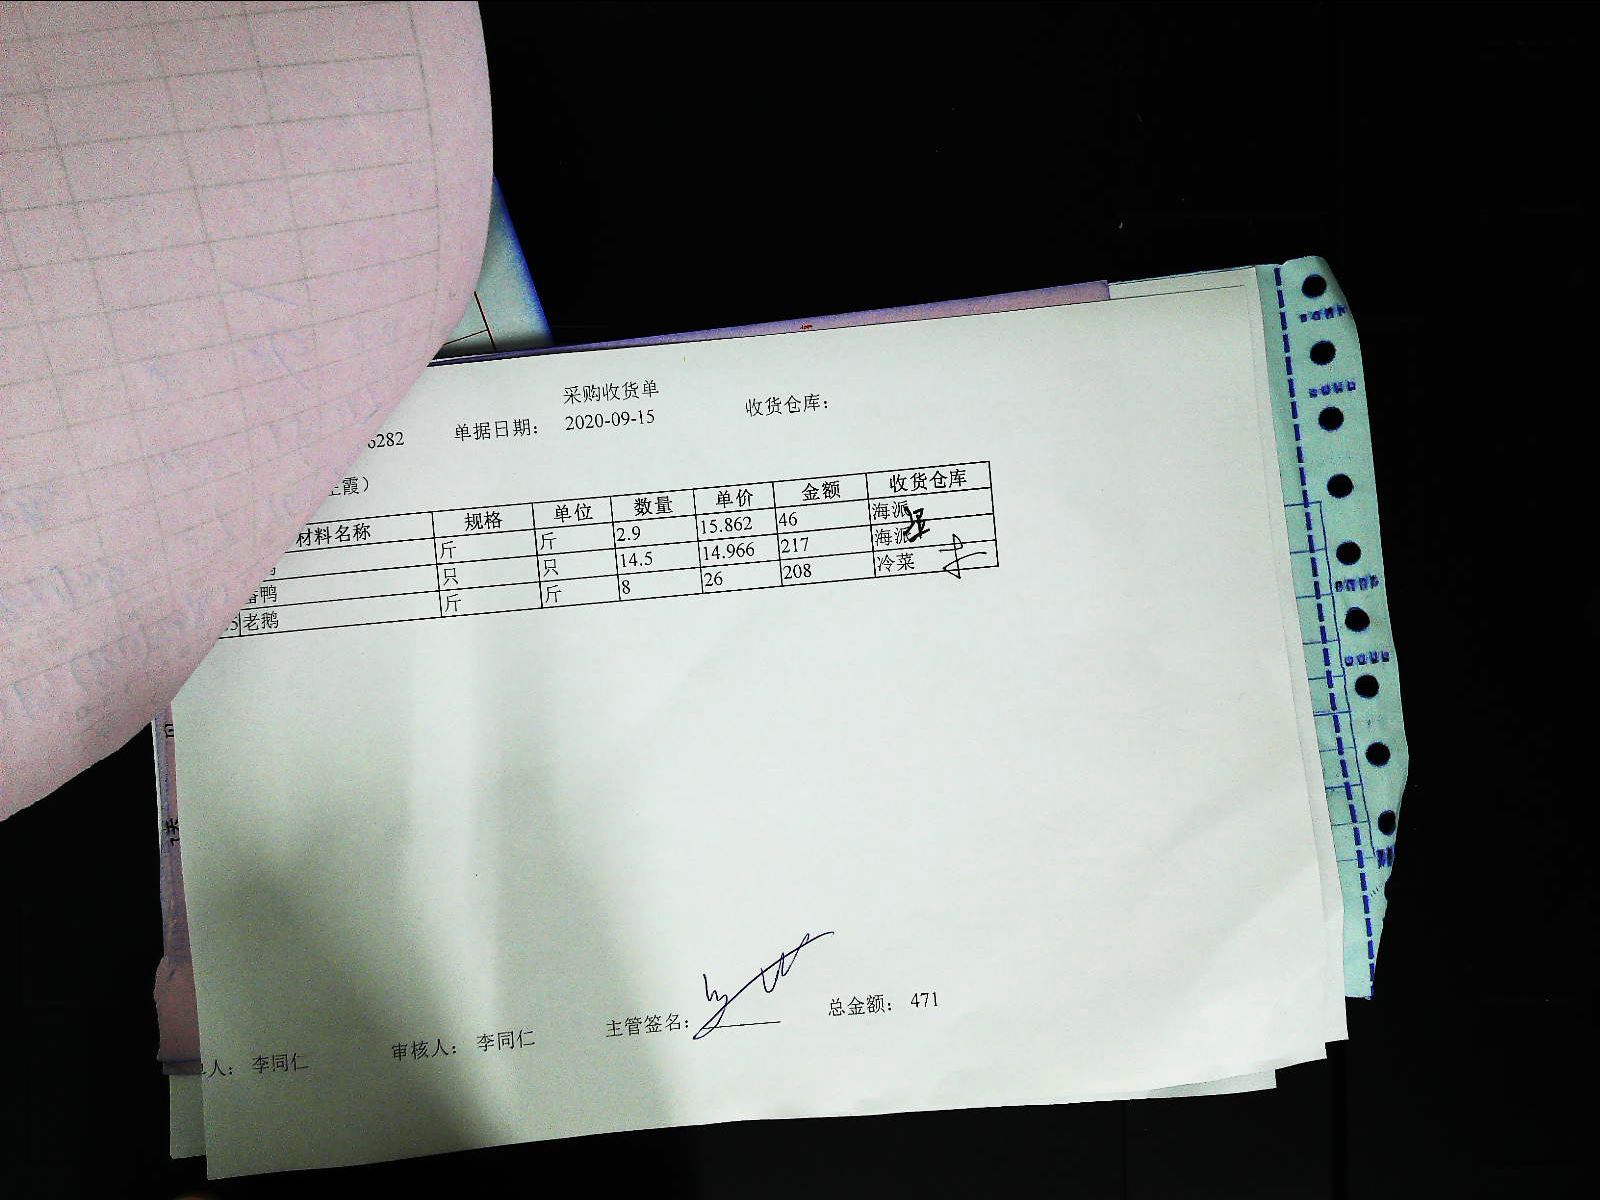 采购收货单
6282 单据日期: 2020-09-15 收货仓库:
霞)
材料名称 规格 单位 数量 单价 金额 收货仓库
斤 斤 2.9 15.862 46 海派
番鸭 只 只 14.5 14.966 217 海派
5 老鹅 斤 斤 8 26 208 冷菜
人: 李同仁 审核人: 李同仁 主管签名: 总金额: 471